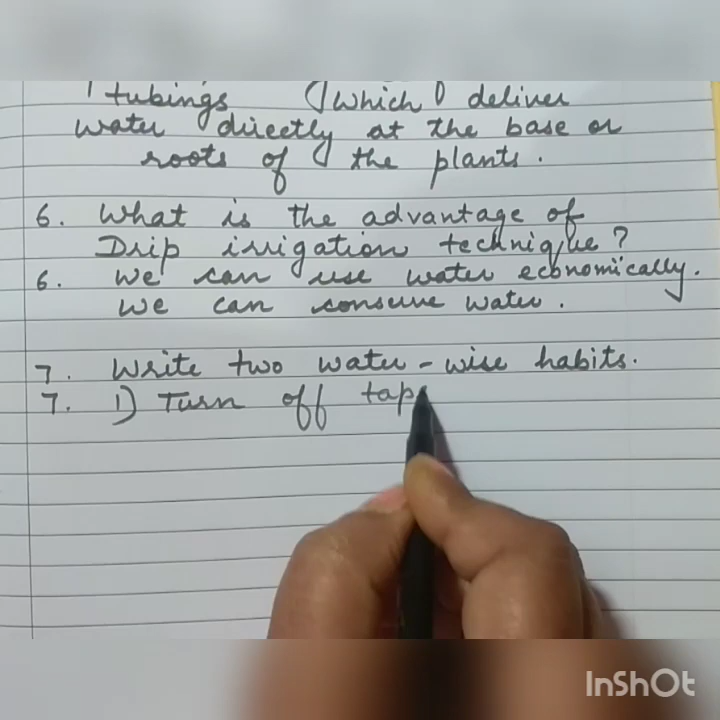 tubings which deliver
water directly at the base or
roots of the plants.
6. What is the advantage of
Drip irrigation technique?
6. We can use water economically.
We can conserve water.
7. Write two water-wise habits.
7. 1) Turn off tap
InShOt